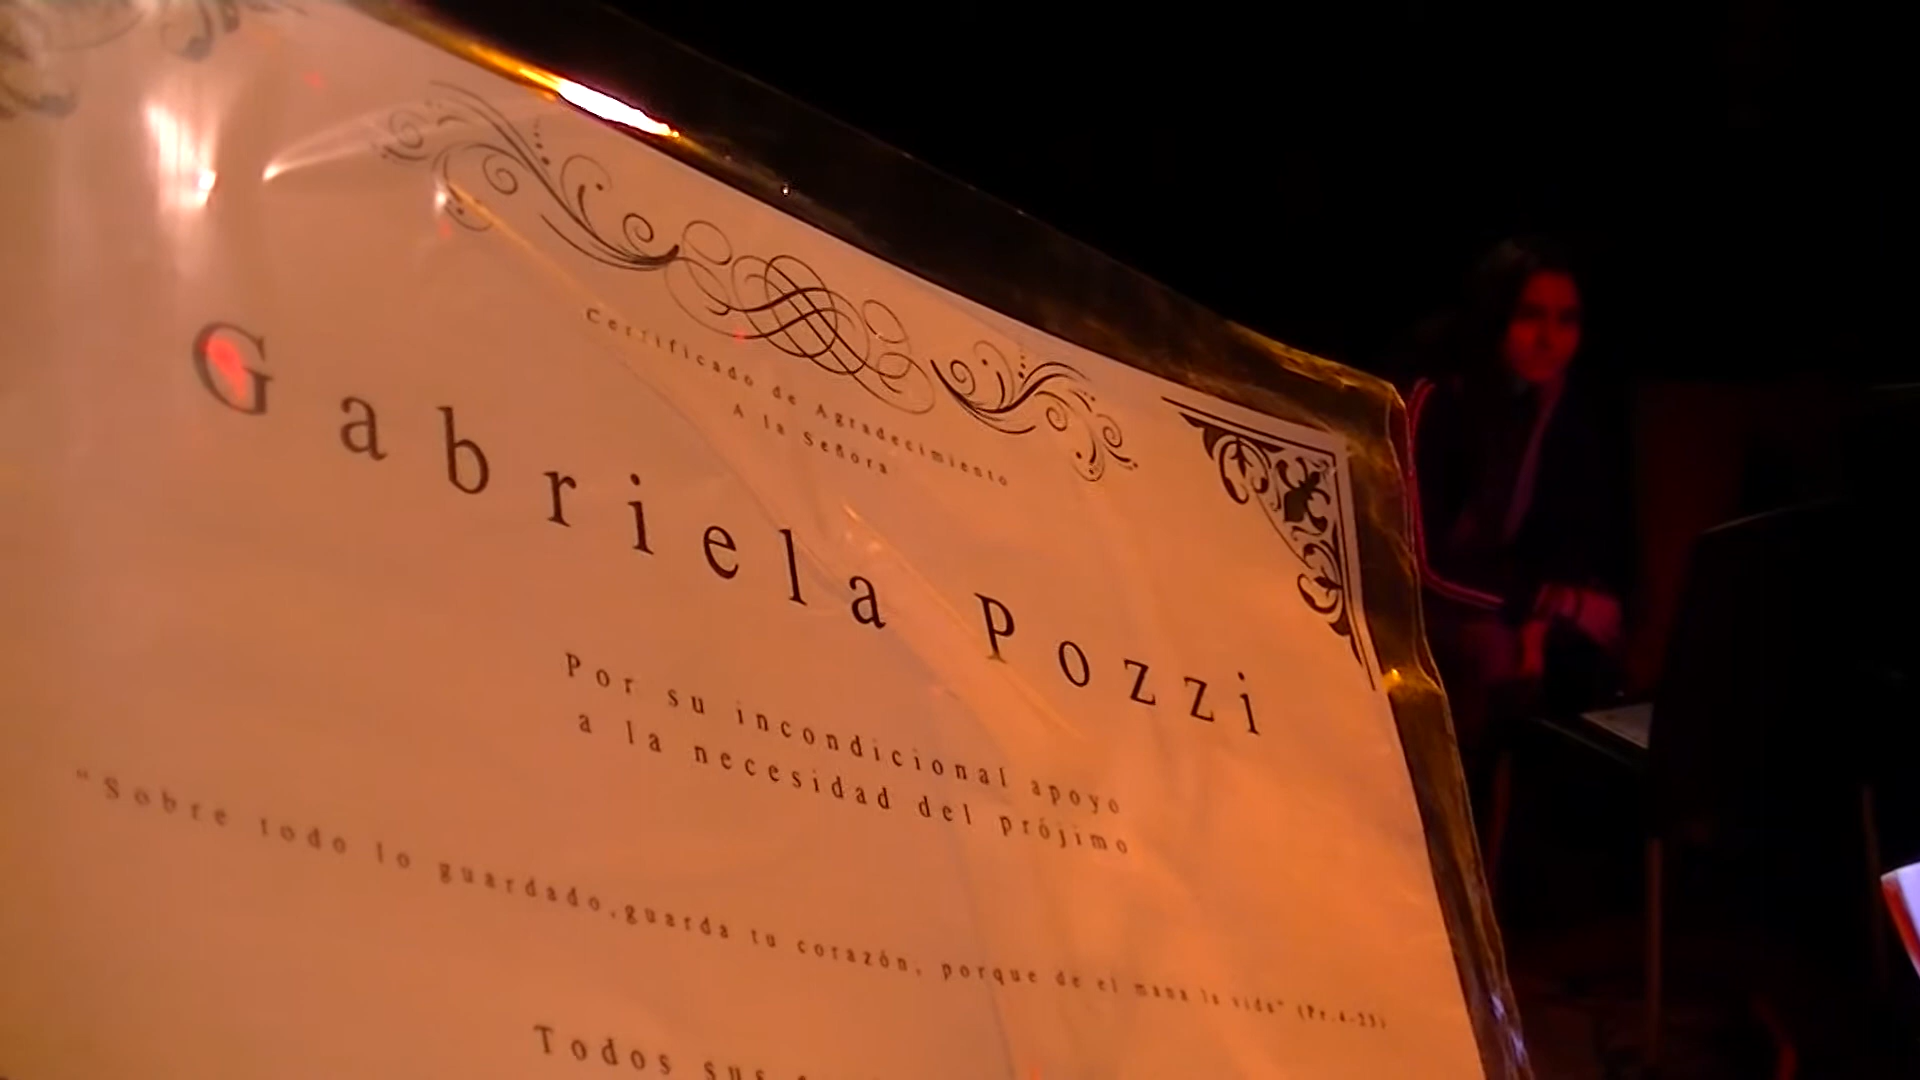 Certificado de Agradecimiento
A la Señora
Gabriela Pozzi
Por su incondicional apoyo
a la necesidad del prójimo
"Sobre todo lo guardado,guarda tu corazón, porque de el mana la vida" (Pr.4-23)
Todos sus